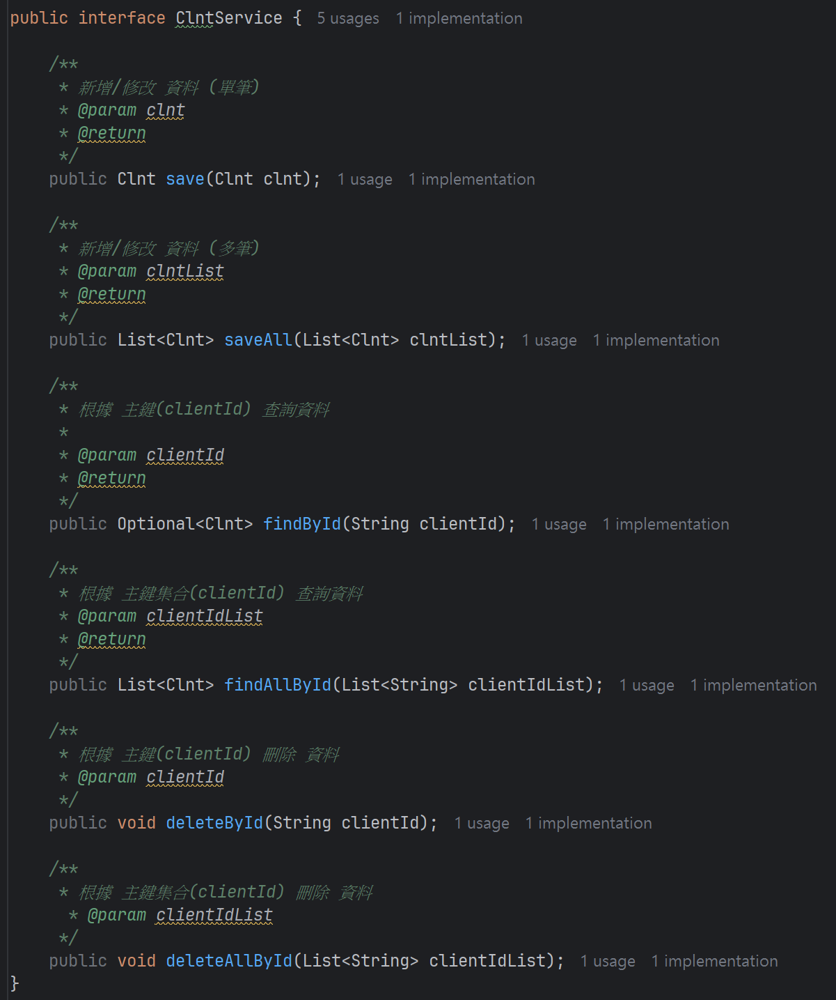 public interface ClntService { 5 usages 1 implementation
/**
* 新增/修改 資料 (單筆)
* @param clnt
* @return
*/
public Clnt save(Clnt clnt); 1 usage 1 implementation
/**
* 新增/修改 資料 (多筆)
* @param clntList
* @return
*/
public List<Clnt> saveAll(List<Clnt> clntList); 1 usage 1 implementation
/**
* 根據 主鍵(clientId) 查詢資料
*
* @param clientId
* @return
*/
public Optional<Clnt> findById(String clientId); 1 usage 1 implementation
/**
* 根據 主鍵集合(clientId) 查詢資料
* @param clientIdList
* @return
*/
public List<Clnt> findAllById(List<String> clientIdList); 1 usage 1 implementation
/**
* 根據 主鍵(clientId) 刪除 資料
* @param clientId
*/
public void deleteById(String clientId); 1 usage 1 implementation
/**
* 根據 主鍵集合(clientId) 刪除 資料
* @param clientIdList
*/
public void deleteAllById(List<String> clientIdList); 1 usage 1 implementation
}